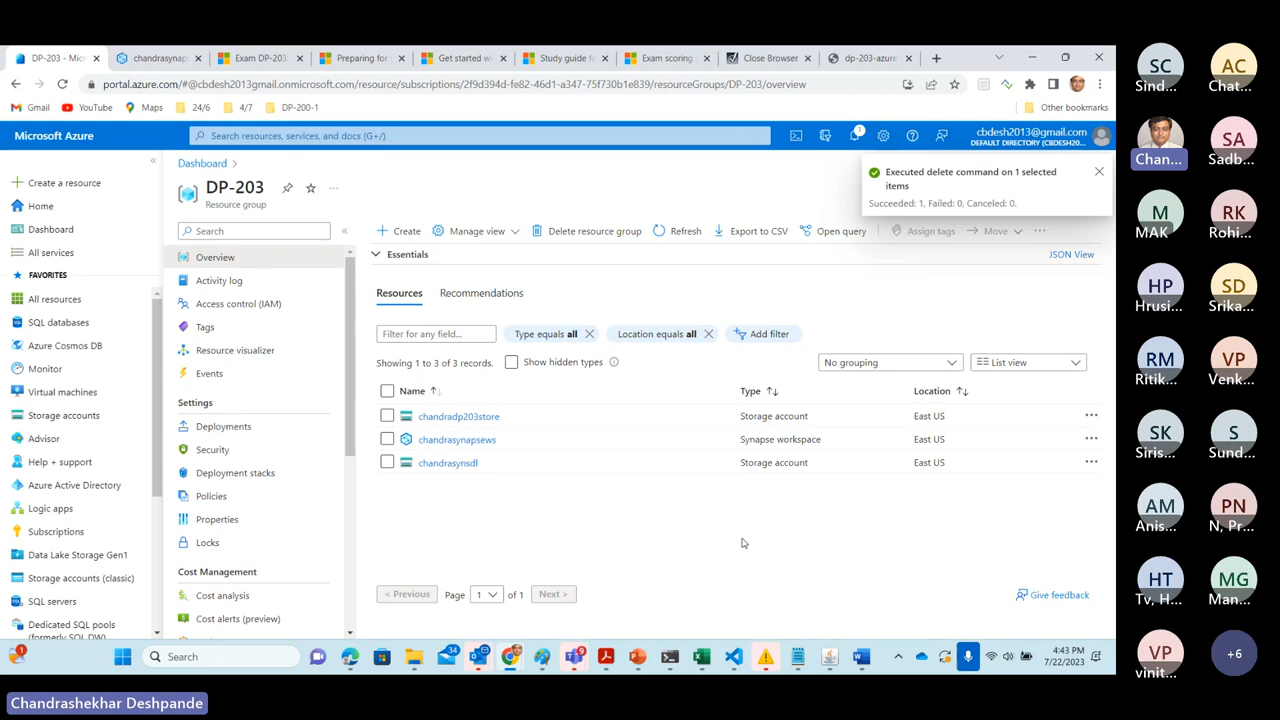 DP-203 - Mic
chandrasynap
Exam DP-203:
Preparing for
Get started wi
Study guide fo
Exam scoring
Close Browser
dp-203-azure
portal.azure.com/#@cbdesh2013gmail.onmicrosoft.com/resource/subscriptions/2f9d394d-fe82-46d1-a347-75f730b1e839/resourceGroups/DP-203/overview
Gmail
YouTube
Maps
24/6
4/7
DP-200-1
Other bookmarks
Microsoft Azure
Search resources, services, and docs (G+/)
1
cbdesh2013@gmail.com
DEFAULT DIRECTORY (CBDESH20...
Create a resource
Home
Dashboard
All services
FAVORITES
All resources
SQL databases
Azure Cosmos DB
Monitor
Virtual machines
Storage accounts
Advisor
Help + support
Azure Active Directory
Logic apps
Subscriptions
Data Lake Storage Gen1
Storage accounts (classic)
SQL servers
Dedicated SQL pools
(formerly SQL DW)
Dashboard
DP-203
Resource group
Search
Overview
Activity log
Access control (IAM)
Tags
Resource visualizer
Events
Settings
Deployments
Security
Deployment stacks
Policies
Properties
Locks
Cost Management
Cost analysis
Cost alerts (preview)
Executed delete command on 1 selected
items
Succeeded: 1, Failed: 0, Canceled: 0.
Create
Manage view
Delete resource group
Refresh
Export to CSV
Open query
Assign tags
Move
Essentials
JSON View
Resources
Recommendations
Filter for any field...
Type equals all
Location equals all
Add filter
Showing 1 to 3 of 3 records.
Show hidden types
No grouping
List view
Name
Type
Location
chandradp203store
Storage account
East US
chandrasynapsews
Synapse workspace
East US
chandrasynsdl
Storage account
East US
< Previous
Page
1
of 1
Next >
Give feedback
1
Search
34
9
4:43 PM
7/22/2023
Chandrashekhar Deshpande
SC
Sind...
AC
Chat...
Chan...
SA
Sadb...
M
MAK
RK
Rohi...
HP
Hrusi...
SD
Srika...
RM
Ritik...
VP
Venk...
SK
Siris...
S
Sund...
AM
Anis...
PN
N, Pr...
HT
Tv, H...
MG
Man...
VP
vinit...
+6